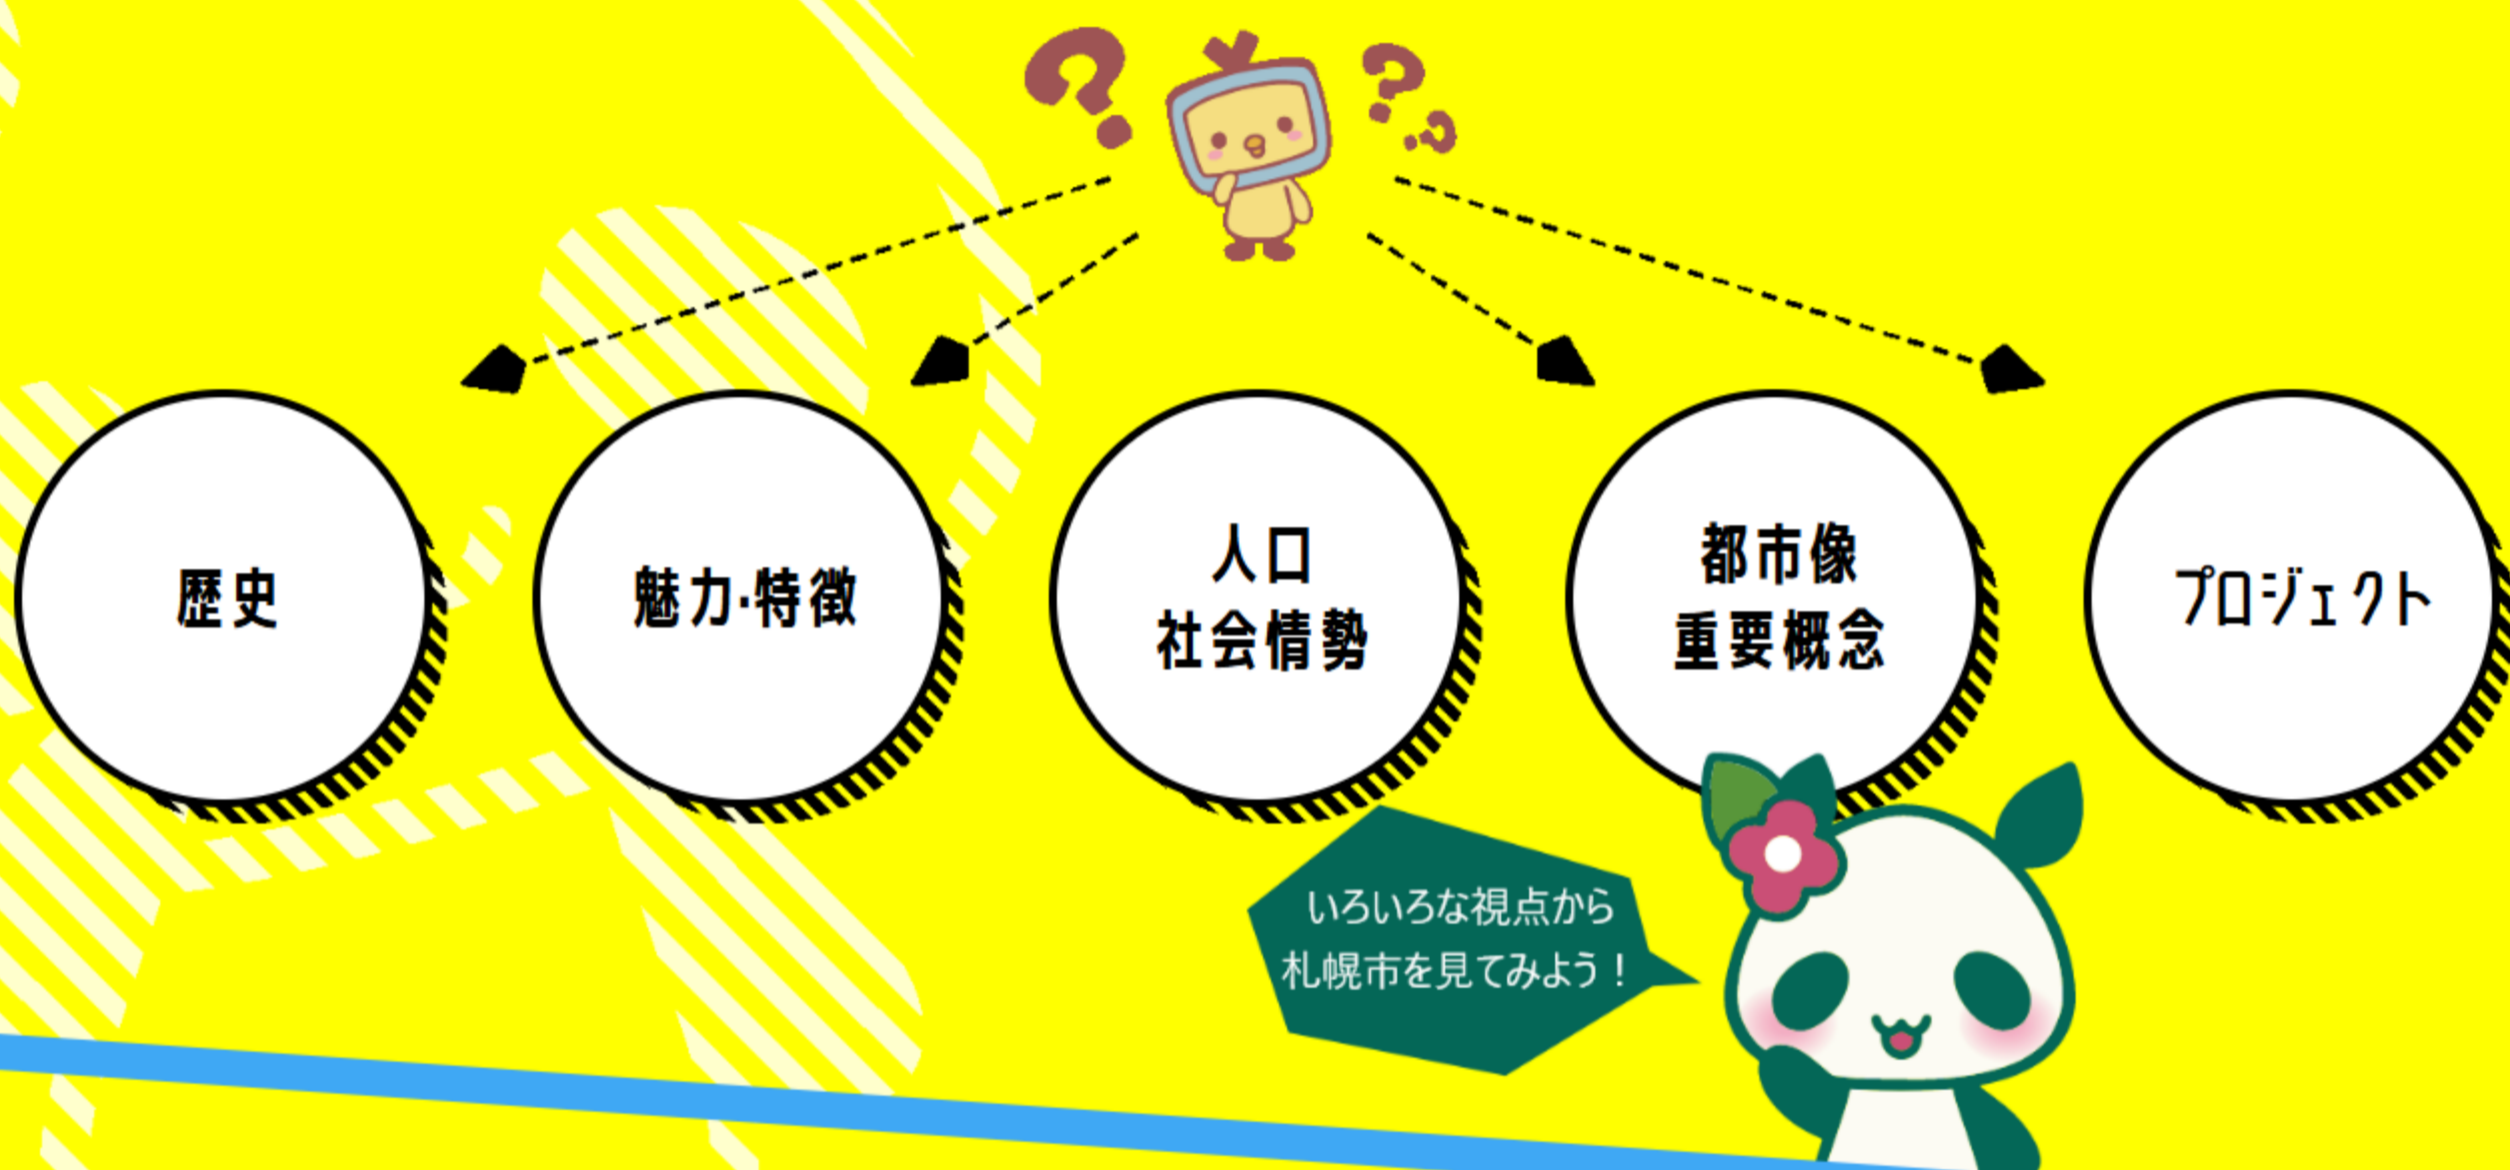 歴史
魅力·特徴
人口
社会情勢
都市像
重要概念
プロジェクト
いろいろな視点から
札幌市を見てみよう！